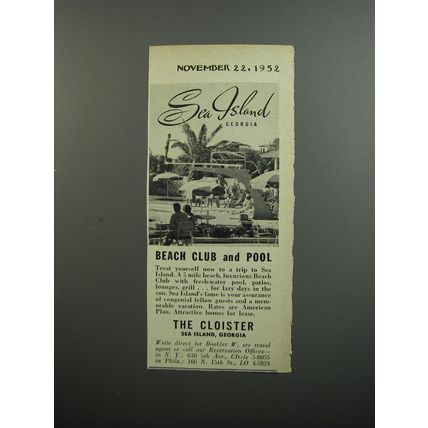 NOVEMBER 22, 1952
Sea Island
GEORGIA
BEACH CLUB and POOL
Treat yourself now to a trip to Sea
Island. A 5 mile beach, luxurious Beach
Club with fresh-water pool, patios,
lounges, grill . . . for lazy days in the
sun. Sea Island's fame is your assurance
of congenial fellow guests and a mem-
orable vacation. Rates are American
Plan. Attractive homes for lease.
THE CLOISTER
SEA ISLAND, GEORGIA
Write direct for Booklet W, see travel
agent or call our Reservation Offices—
in N. Y.: 630 5th Ave., CIrcle 5-8055
in Phila.: 160 N. 15th St., LO 4-5824